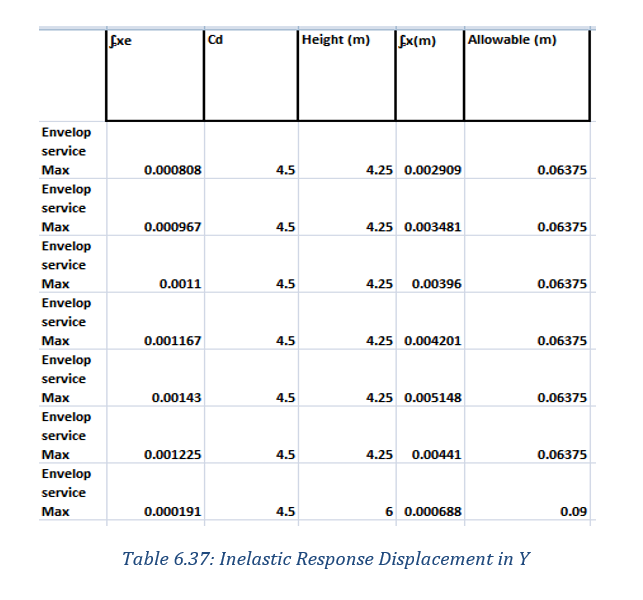 ʆxe Cd Height (m) ʆx(m) Allowable (m)
Envelop
service
Max 0.000808 4.5 4.25 0.002909 0.06375
Envelop
service
Max 0.000967 4.5 4.25 0.003481 0.06375
Envelop
service
Max 0.0011 4.5 4.25 0.00396 0.06375
Envelop
service
Max 0.001167 4.5 4.25 0.004201 0.06375
Envelop
service
Max 0.00143 4.5 4.25 0.005148 0.06375
Envelop
service
Max 0.001225 4.5 4.25 0.00441 0.06375
Envelop
service
Max 0.000191 4.5 6 0.000688 0.09
Table 6.37: Inelastic Response Displacement in Y